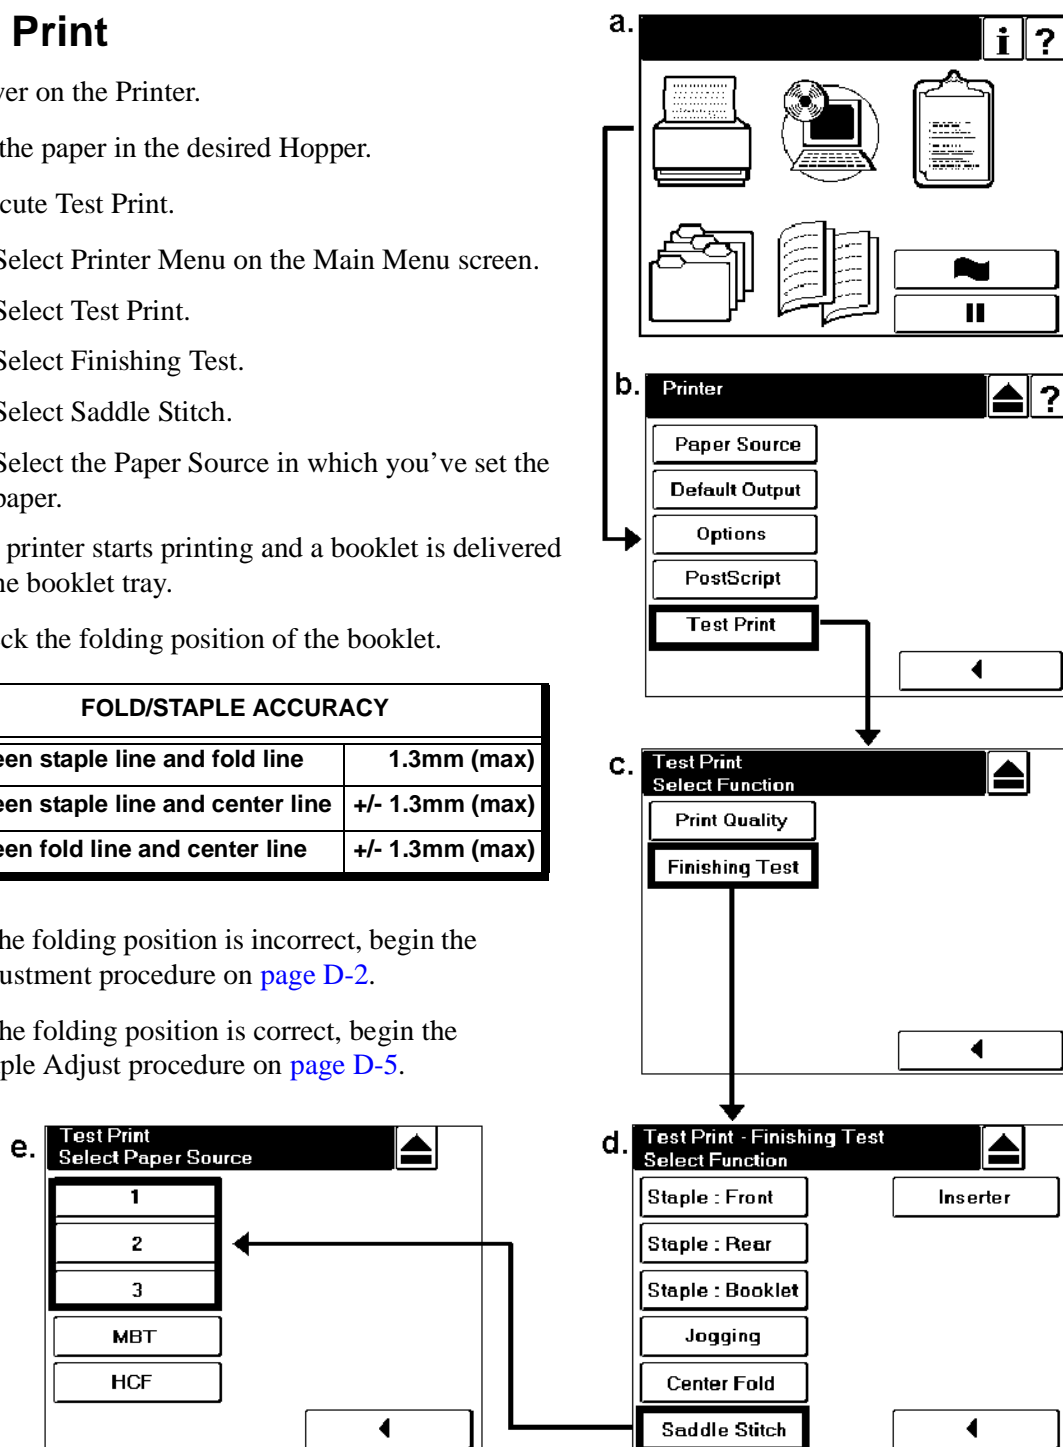 Print
ver on the Printer.
the paper in the desired Hopper.
cute Test Print.
Select Printer Menu on the Main Menu screen.
Select Test Print.
Select Finishing Test.
Select Saddle Stitch.
Select the Paper Source in which you've set the
paper.
printer starts printing and a booklet is delivered
he booklet tray.
ck the folding position of the booklet.
FOLD/STAPLE ACCURACY
een staple line and fold line 1.3mm (max)
een staple line and center line +/- 1.3mm (max)
een fold line and center line +/- 1.3mm (max)
he folding position is incorrect, begin the
ustment procedure on page D-2.
he folding position is correct, begin the
ple Adjust procedure on page D-5.
a.
i ?
b.
Printer
?
Paper Source
Default Output
Options
PostScript
Test Print
c.
Test Print
Select Function
Print Quality
Finishing Test
d.
Test Print - Finishing Test
Select Function
Staple : Front
Inserter
Staple : Rear
Staple : Booklet
Jogging
Center Fold
Saddle Stitch
e.
Test Print
Select Paper Source
1
2
3
MBT
HCF